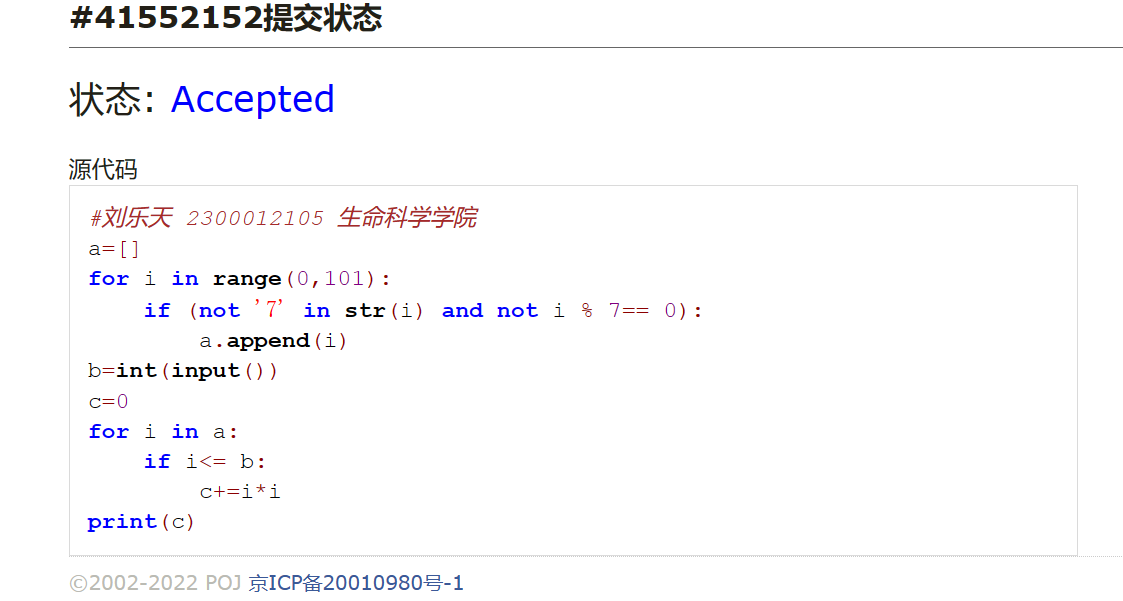 #41552152提交状态
状态: Accepted
源代码
#刘乐天 2300012105 生命科学学院
a=[]
for i in range(0,101):
    if (not '7' in str(i) and not i % 7== 0):
        a.append(i)
b=int(input())
c=0
for i in a:
    if i<= b:
        c+=i*i
print(c)
©2002-2022 POJ 京ICP备20010980号-1